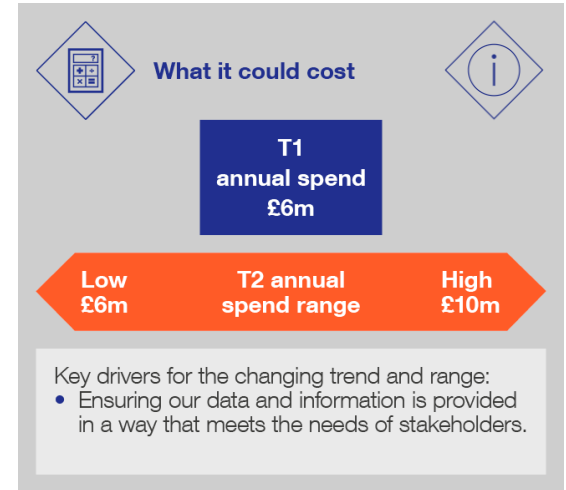 What it could cost
T1
annual spend
£6m
Low
£6m
T2 annual
spend range
High
£10m
Key drivers for the changing trend and range:
• Ensuring our data and information is provided
in a way that meets the needs of stakeholders.